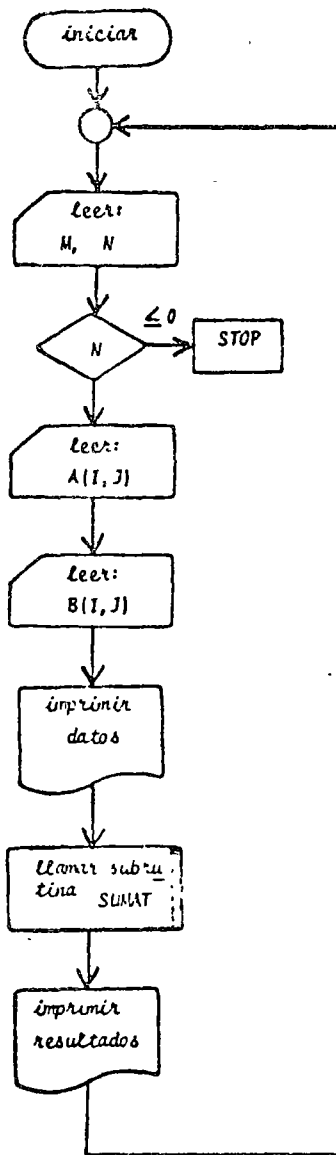 iniciar
leer:
M, N
≤ 0
N
STOP
leer:
A(I,J)
leer:
B(I,J)
imprimir
datos
llamar subru
tina SUMAT
imprimir
resultados